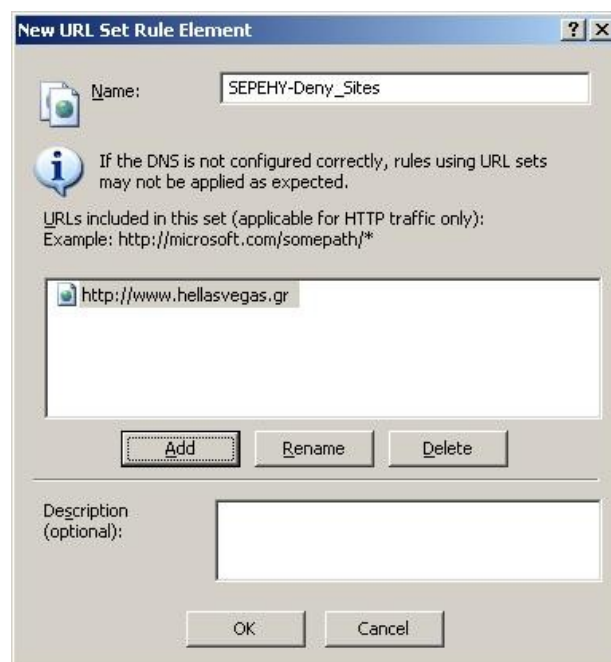 New URL Set Rule Element
Name:
SEPEHY-Deny_Sites
If the DNS is not configured correctly, rules using URL sets
may not be applied as expected.
URLs included in this set (applicable for HTTP traffic only):
Example: http://microsoft.com/somepath/*
http://www.hellasvegas.gr
Add
Rename
Delete
Description
(optional):
OK
Cancel